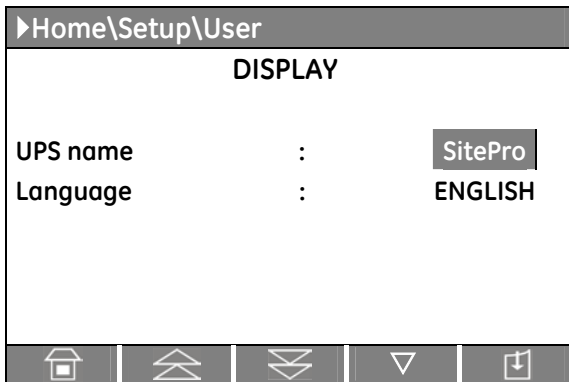 Home\Setup\User
DISPLAY
UPS name : SitePro
Language : ENGLISH